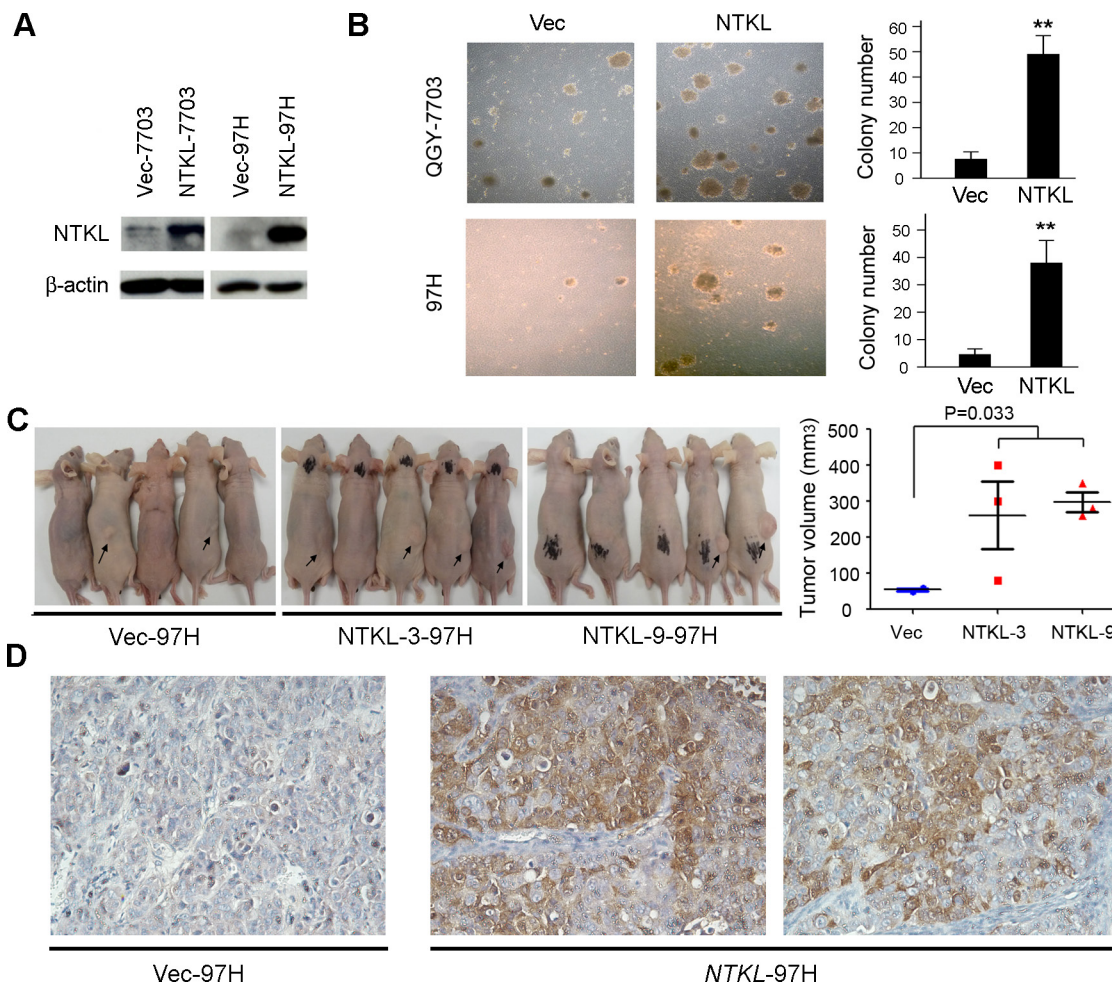 A
Vec-7703
NTKL-7703
Vec-97H
NTKL-97H
NTKL
β-actin
B
Vec
NTKL
QGY-7703
97H
Colony number
60
50
40
30
20
10
0
**
Vec
NTKL
Colony number
50
40
30
20
10
0
**
Vec
NTKL
C
Vec-97H
NTKL-3-97H
NTKL-9-97H
P=0.033
Tumor volume (mm3)
500
400
300
200
100
0
Vec
NTKL-3
NTKL-9
D
Vec-97H
NTKL-97H